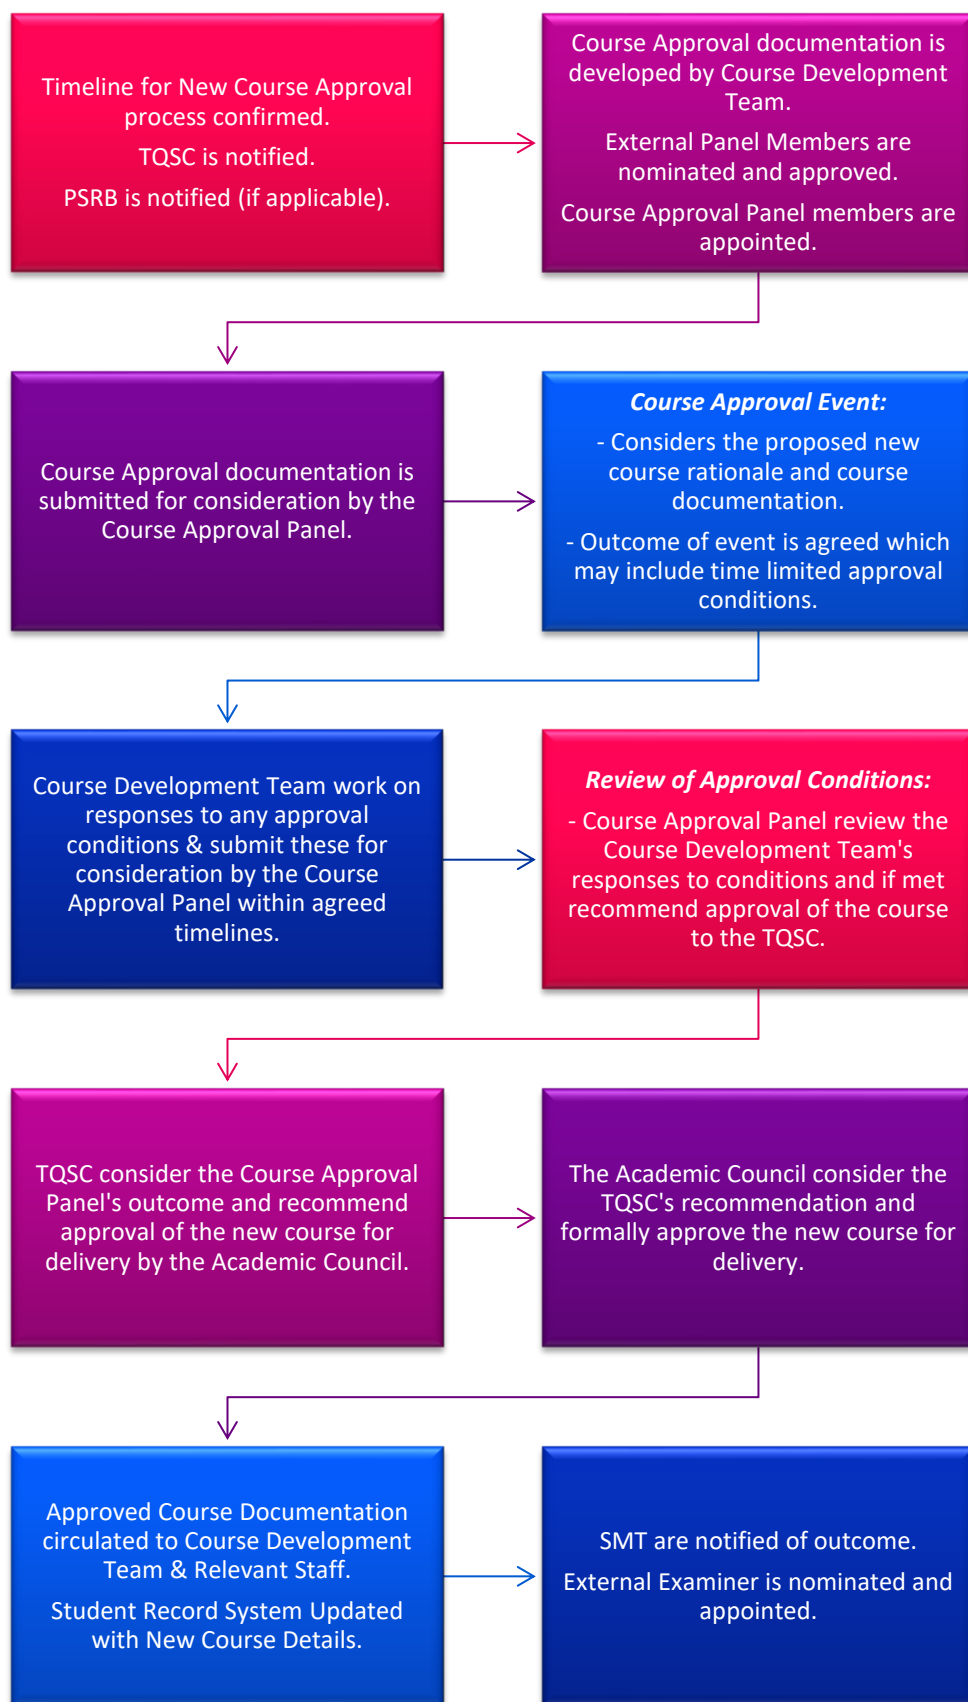 Timeline for New Course Approval
process confirmed.
TQSC is notified.
PSRB is notified (if applicable).
Course Approval documentation is
developed by Course Development
Team.
External Panel Members are
nominated and approved.
Course Approval Panel members are
appointed.
Course Approval documentation is
submitted for consideration by the
Course Approval Panel.
Course Approval Event:
- Considers the proposed new
course rationale and course
documentation.
- Outcome of event is agreed which
may include time limited approval
conditions.
Course Development Team work on
responses to any approval
conditions & submit these for
consideration by the Course
Approval Panel within agreed
timelines.
Review of Approval Conditions:
- Course Approval Panel review the
Course Development Team's
responses to conditions and if met
recommend approval of the course
to the TQSC.
TQSC consider the Course Approval
Panel's outcome and recommend
approval of the new course for
delivery by the Academic Council.
The Academic Council consider the
TQSC's recommendation and
formally approve the new course for
delivery.
Approved Course Documentation
circulated to Course Development
Team & Relevant Staff.
Student Record System Updated
with New Course Details.
SMT are notified of outcome.
External Examiner is nominated and
appointed.